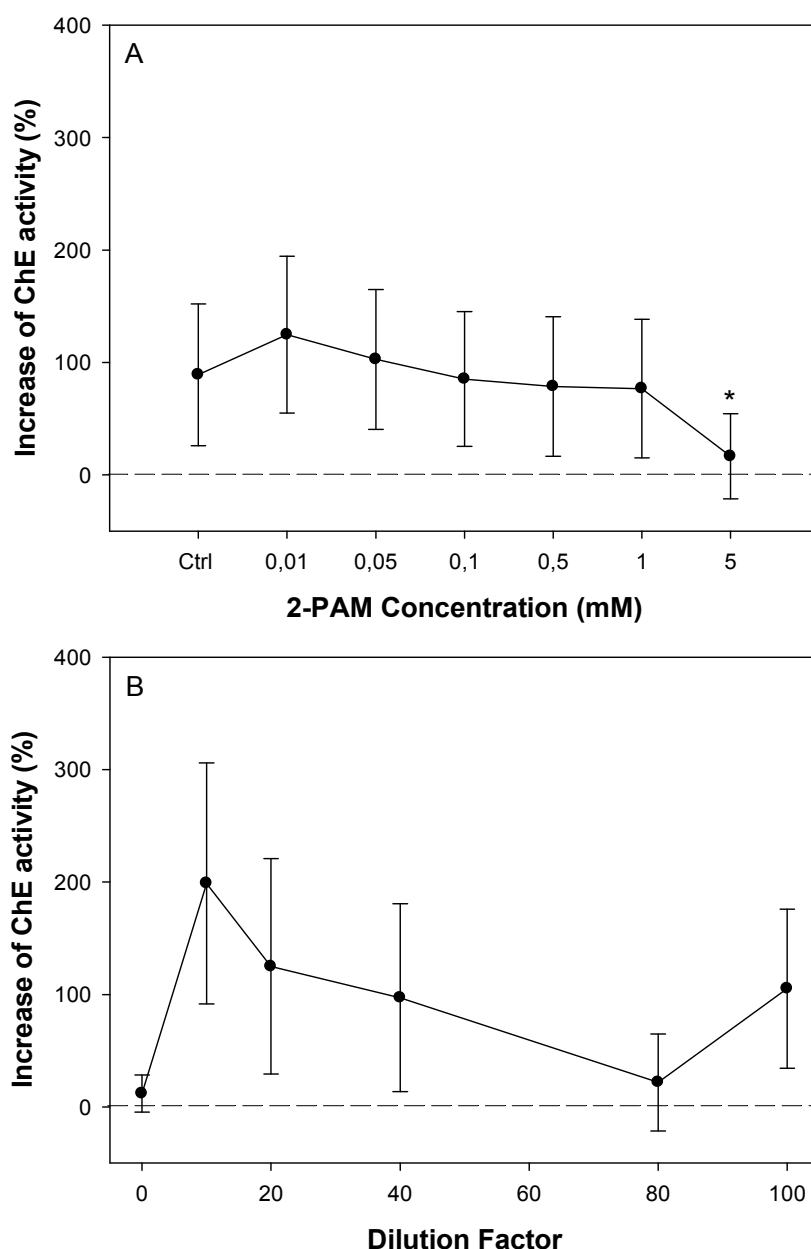 A
Increase of ChE activity (%)
400
300
200
100
0
*
Ctrl 0,01 0,05 0,1 0,5 1 5
2-PAM Concentration (mM)
B
Increase of ChE activity (%)
400
300
200
100
0
0 20 40 60 80 100
Dilution Factor